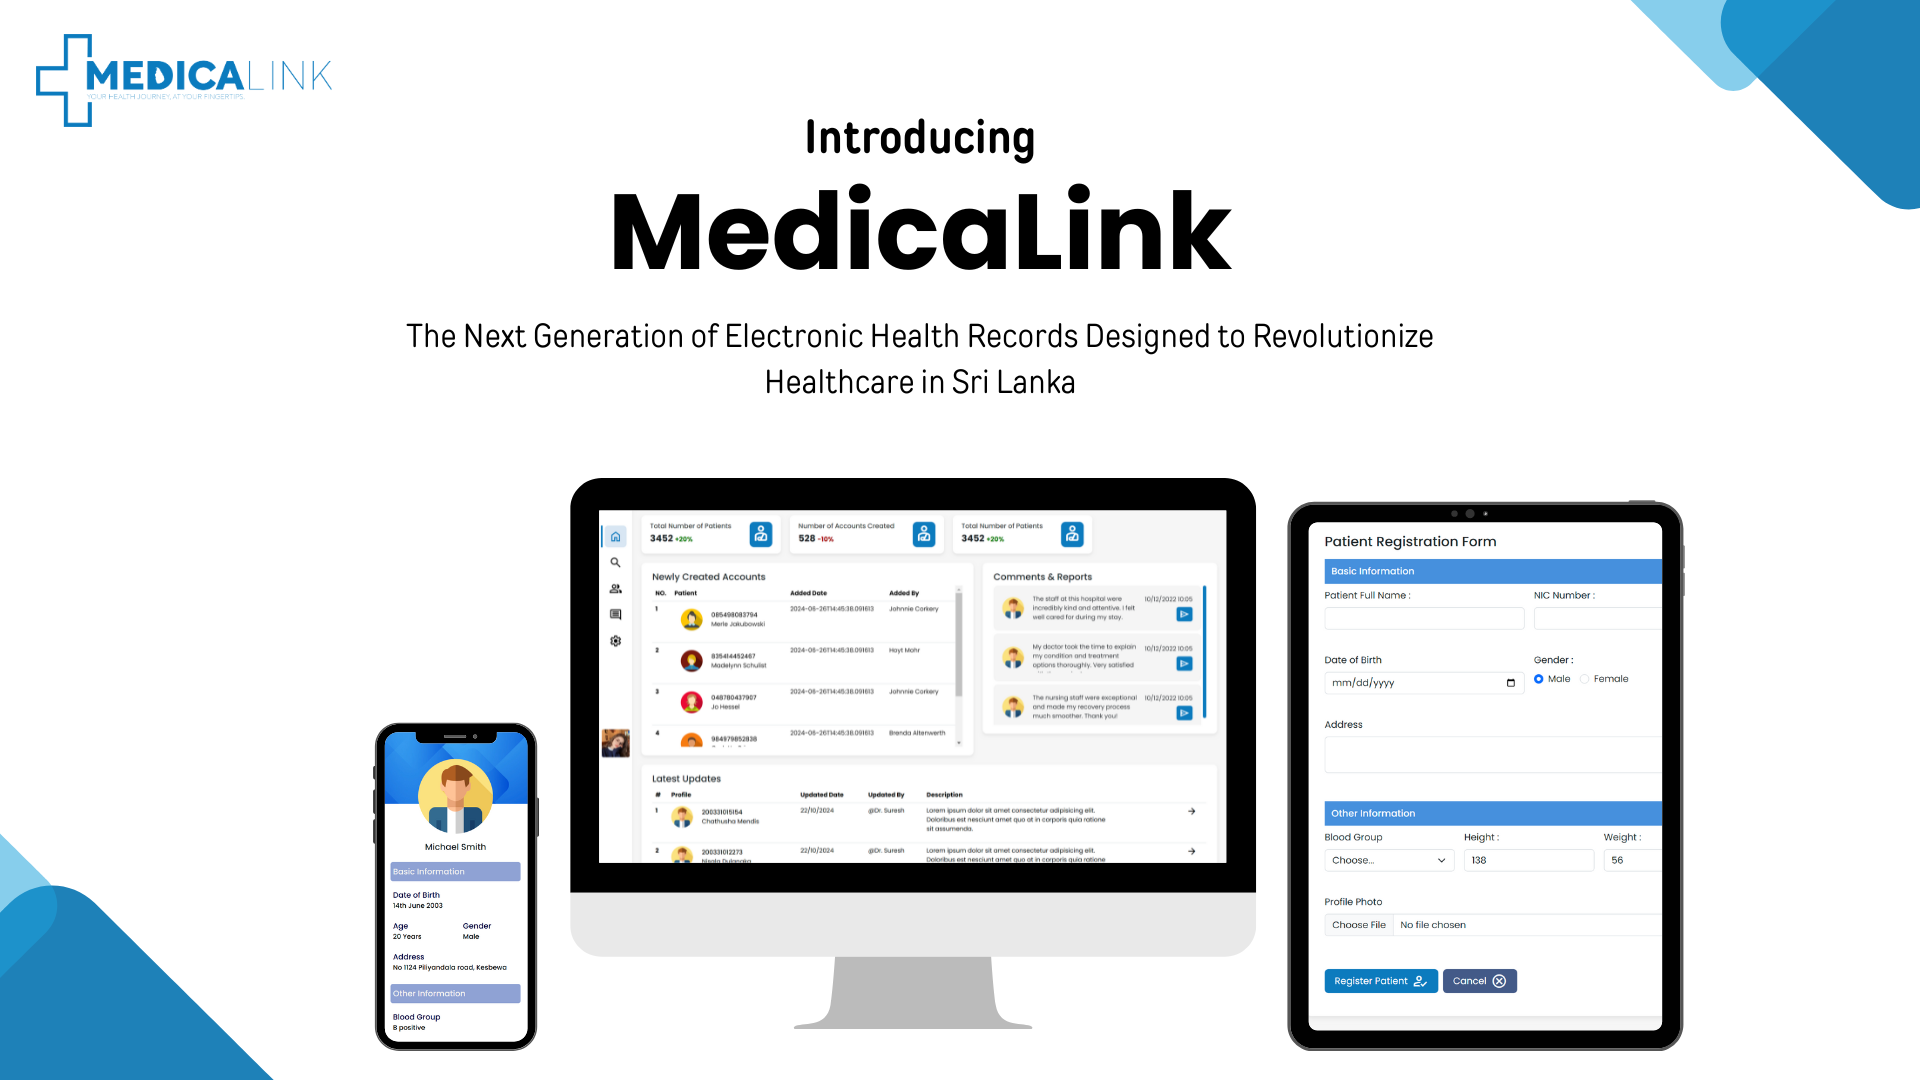 MEDICALINK
YOUR HEALTH JOURNEY, AT YOUR FINGERTIPS
Introducing
MedicaLink
The Next Generation of Electronic Health Records Designed to Revolutionize
Healthcare in Sri Lanka
Michael Smith
Basic Information
Date of Birth
14th June 2003
Age Gender
20 Years Male
Address
No 1124 Piliyandala road, Kesbewa
Other Information
Blood Group
B positive
Total Number of Patients
3452 +20%
Number of Accounts Created
528 -10%
Total Number of Patients
3452 +20%
Newly Created Accounts
NO. Patient Added Date Added By
1 085498083794 2024-06-26T14:45:38.091613 Johnnie Corkery
Merle Jakubowski
2 835414452467 2024-06-26T14:45:38.091613 Hoyt Mohr
Madelynn Schulist
3 048780437907 2024-06-26T14:45:38.091613 Johnnie Corkery
Jo Hessel
4 984979852838 2024-06-26T14:45:38.091613 Brenda Altenwerth
Comments & Reports
The staff at this hospital were 10/12/2022 10:05
incredibly kind and attentive. I felt
well cared for during my stay.
My doctor took the time to explain 10/12/2022 10:05
my condition and treatment
options thoroughly. Very satisfied
The nursing staff were exceptional 10/12/2022 10:05
and made my recovery process
much smoother. Thank you!
Latest Updates
# Profile Updated Date Updated By Description
1 200331015154 22/10/2024 @Dr. Suresh Lorem ipsum dolor sit amet consectetur adipisicing elit.
Chathusha Mendis Doloribus est nesciunt amet quo at in corporis quia ratione
sit assumenda.
2 200331012273 22/10/2024 @Dr. Suresh Lorem ipsum dolor sit amet consectetur adipisicing elit.
Doloribus est nesciunt amet quo at in corporis quia ratione
Patient Registration Form
Basic Information
Patient Full Name : NIC Number :
Date of Birth Gender :
mm/dd/yyyy Male Female
Address
Other Information
Blood Group Height : Weight :
Choose... 138 56
Profile Photo
Choose File No file chosen
Register Patient Cancel